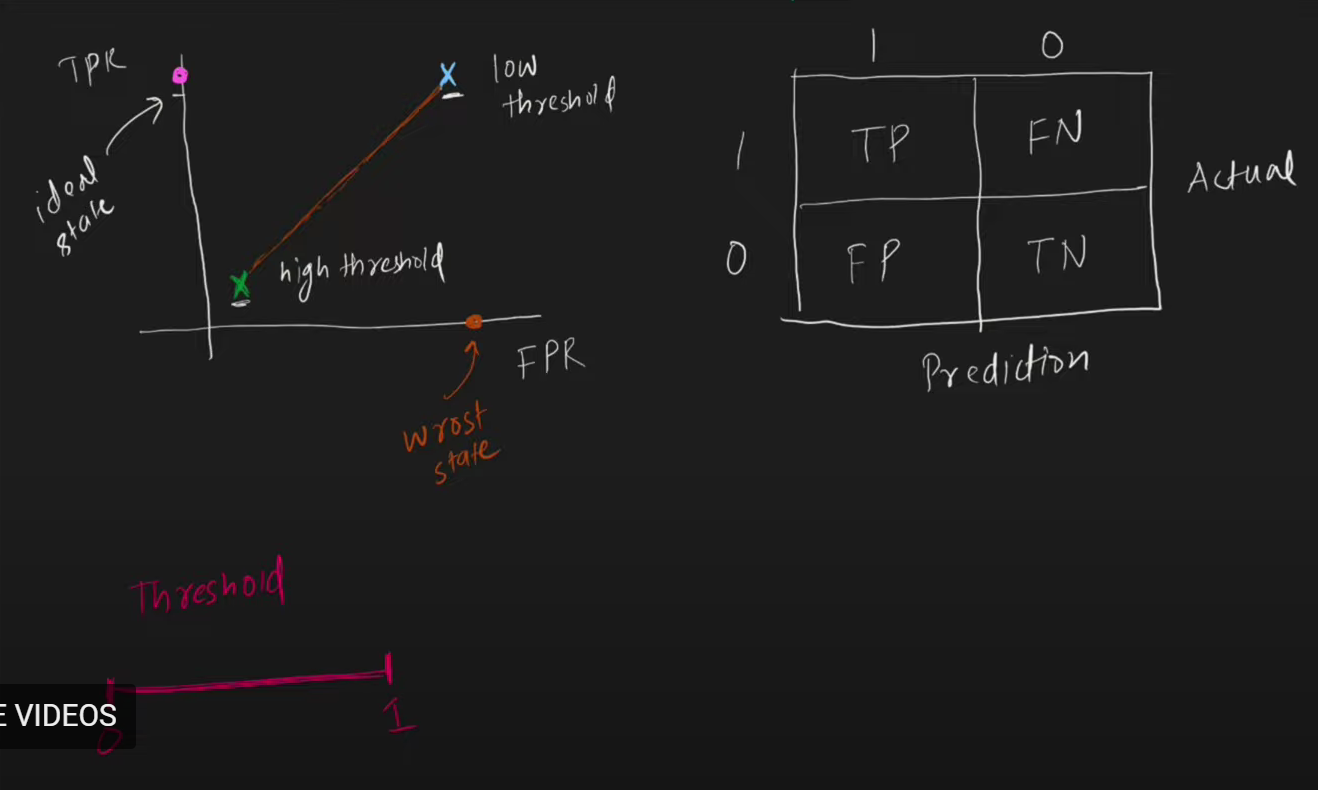 TPR
ideal
state
low
threshold
high threshold
FPR
wrost
state
1 0
1 TP FN
0 FP TN
Actual
Prediction
Threshold
0 1
E VIDEOS